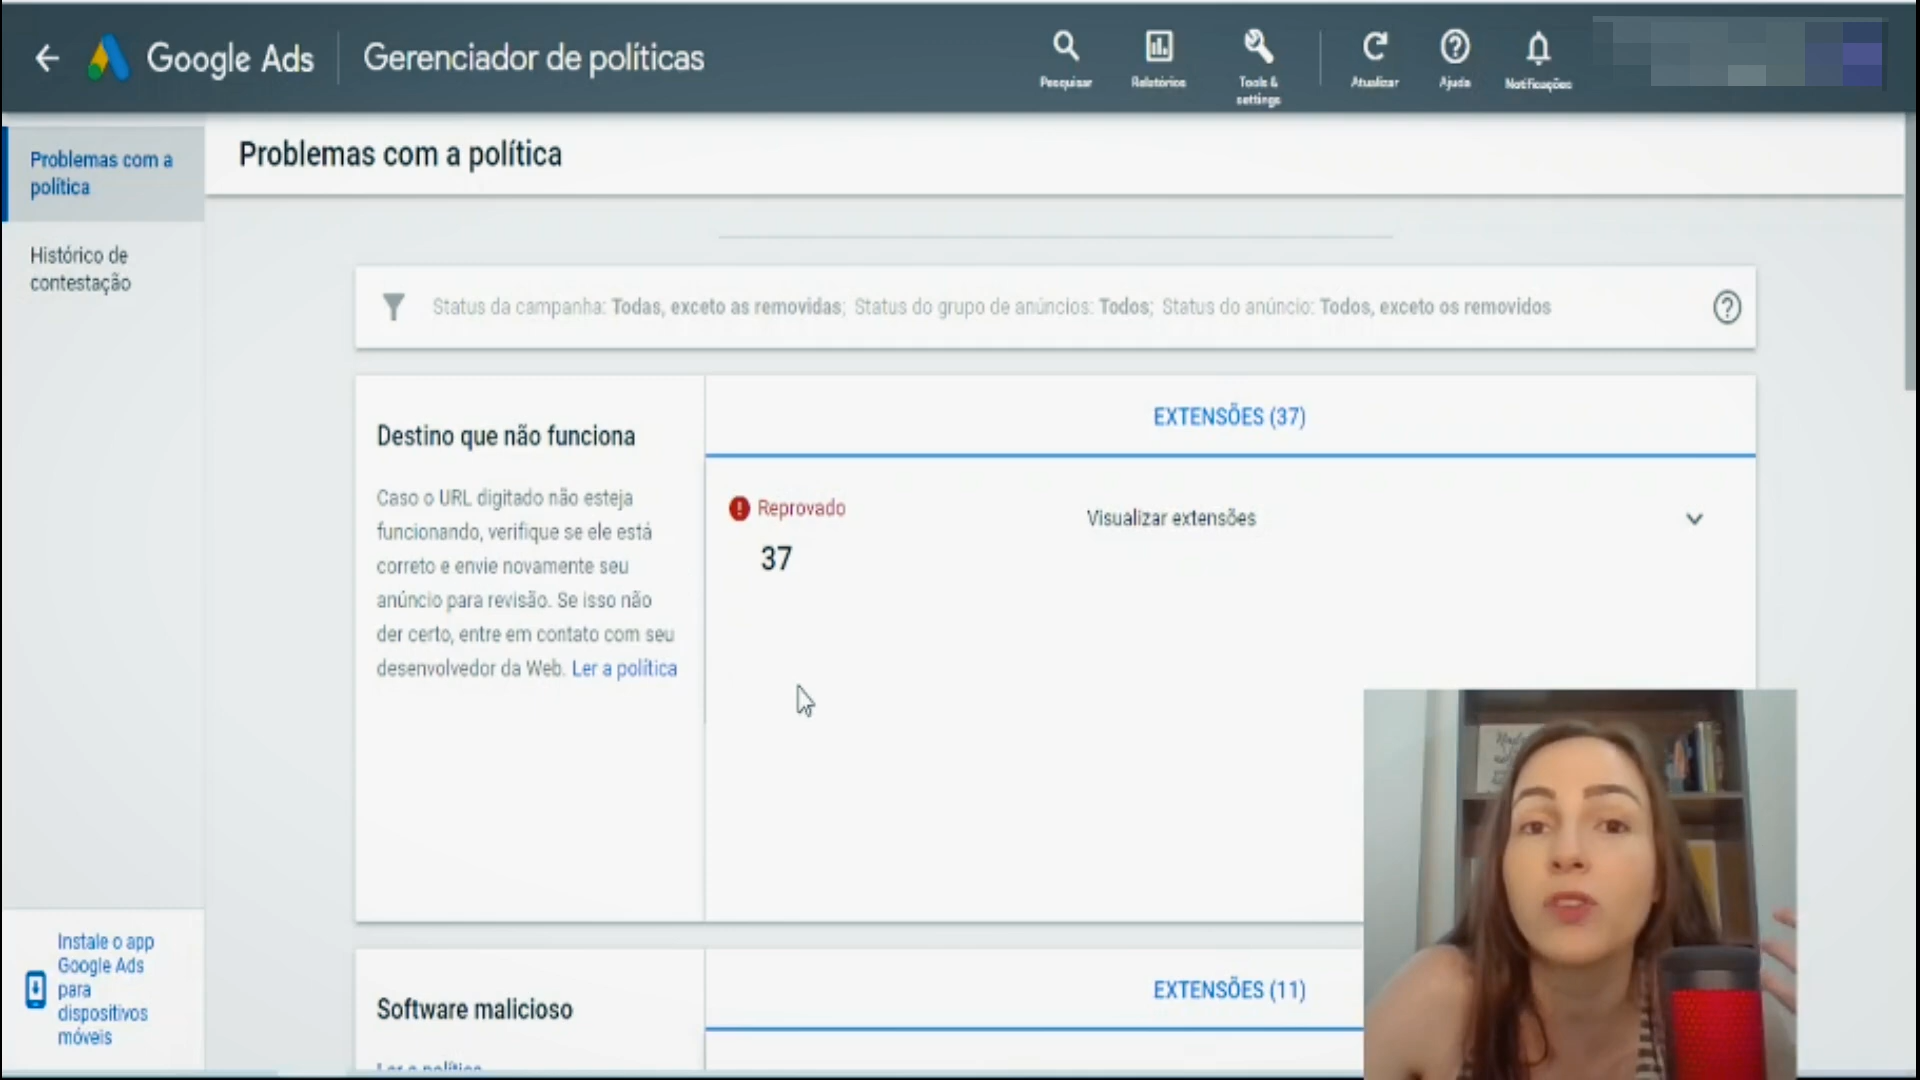 Google Ads
Gerenciador de políticas
Pesquisar
Relatórios
Tools &
settings
Atualizar
Ajuda
Notificações
Problemas com a
política
Histórico de
contestação
Problemas com a política
Status da campanha: Todas, exceto as removidas; Status do grupo de anúncios: Todos; Status do anúncio: Todos, exceto os removidos
Destino que não funciona
Caso o URL digitado não esteja
funcionando, verifique se ele está
correto e envie novamente seu
anúncio para revisão. Se isso não
der certo, entre em contato com seu
desenvolvedor da Web. Ler a política
EXTENSÕES (37)
Reprovado
37
Visualizar extensões
Software malicioso
Ler a política
EXTENSÕES (11)
Instale o app
Google Ads
para
dispositivos
móveis